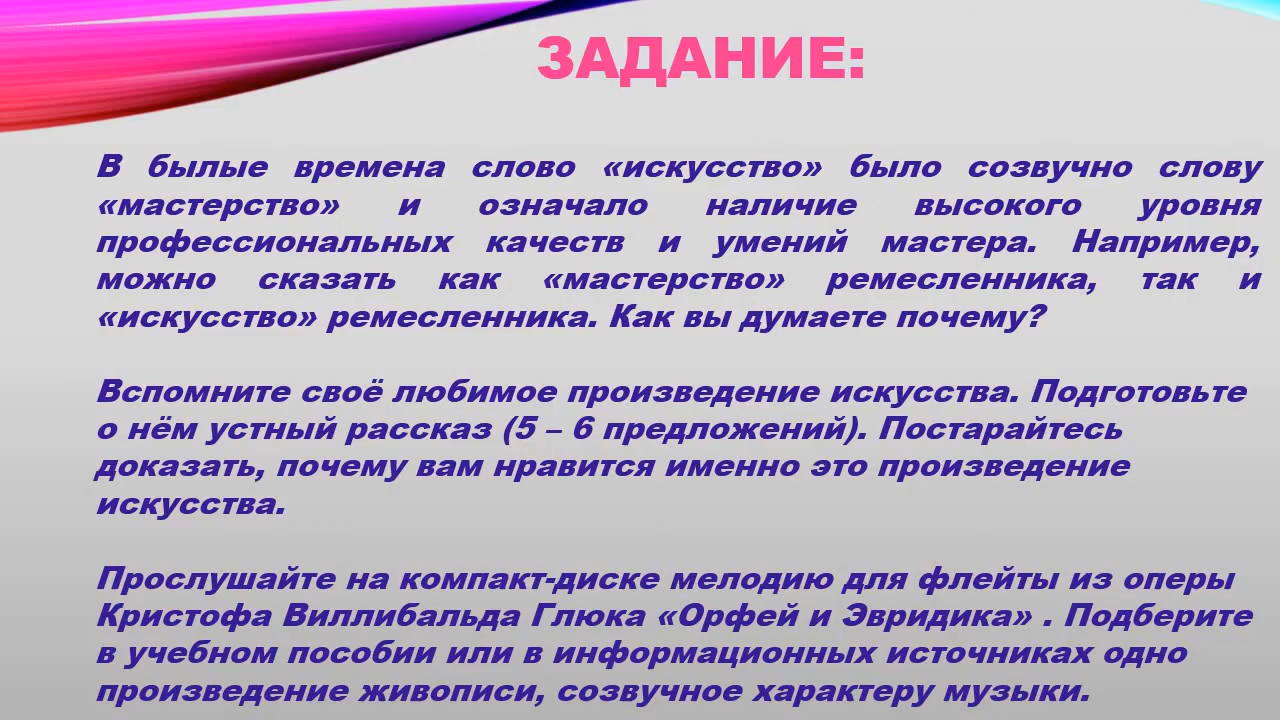 ЗАДАНИЕ:
В былые времена слово «искусство» было созвучно слову
«мастерство» и означало наличие высокого уровня
профессиональных качеств и умений мастера. Например,
можно сказать как «мастерство» ремесленника, так и
«искусство» ремесленника. Как вы думаете почему?
Вспомните своё любимое произведение искусства. Подготовьте
о нём устный рассказ (5 – 6 предложений). Постарайтесь
доказать, почему вам нравится именно это произведение
искусства.
Прослушайте на компакт-диске мелодию для флейты из оперы
Кристофа Виллибальда Глюка «Орфей и Эвридика» . Подберите
в учебном пособии или в информационных источниках одно
произведение живописи, созвучное характеру музыки.